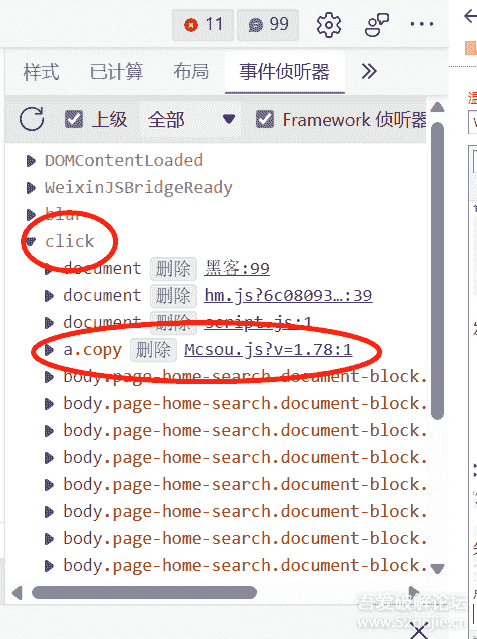 11 99
样式 已计算 布局 事件侦听器
上级 全部 Framework 侦听器
DOMContentLoaded
WeixinJSBridgeReady
blur
click
document 删除 黑客:99
document 删除 hm.js?6c08093…:39
document 删除 script.js:1
a.copy 删除 Mcsou.js?v=1.78:1
body.page-home-search.document-block.
body.page-home-search.document-block.
body.page-home-search.document-block.
body.page-home-search.document-block.
body.page-home-search.document-block.
body.page-home-search.document-block.
body.page-home-search.document-block.
body.page-home-search.document-block.
吾爱破解论坛
www.52pojie.cn